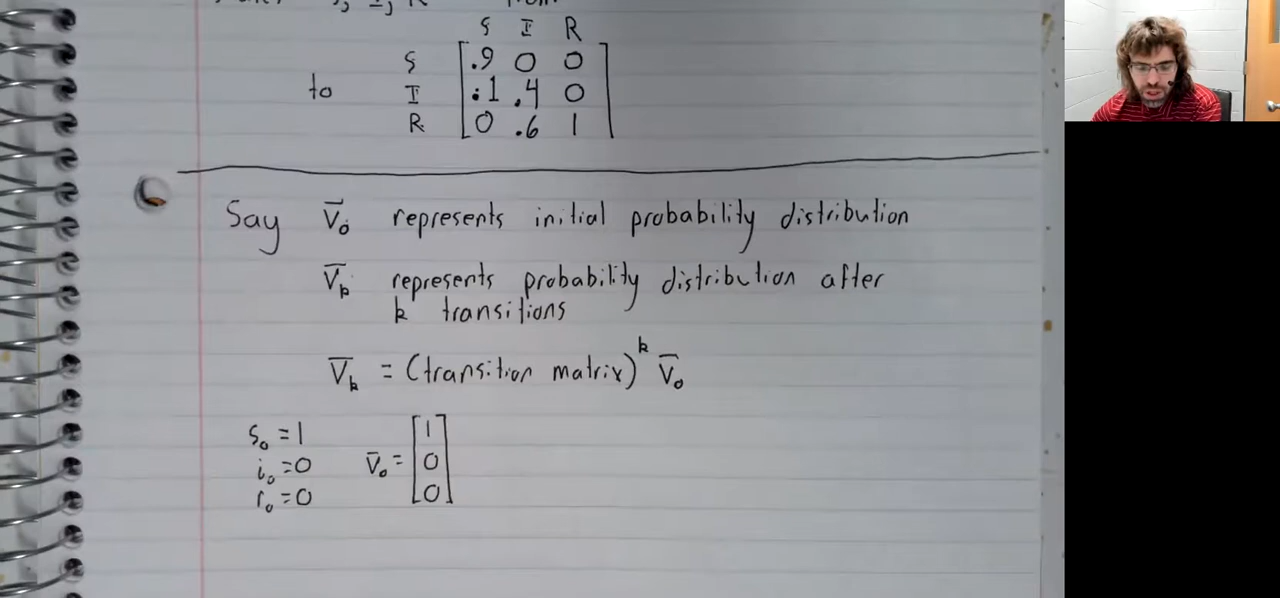 S, I, R from
S I R
S [.9 0 0]
to I [.1 .4 0]
R [0 .6 1]
Say V̄₀ represents initial probability distribution
V̄ₖ represents probability distribution after
k transitions
V̄ₖ = (transition matrix)ᵏ V̄₀
s₀ = 1
i₀ = 0
r₀ = 0
V̄₀ = [1
0
0]